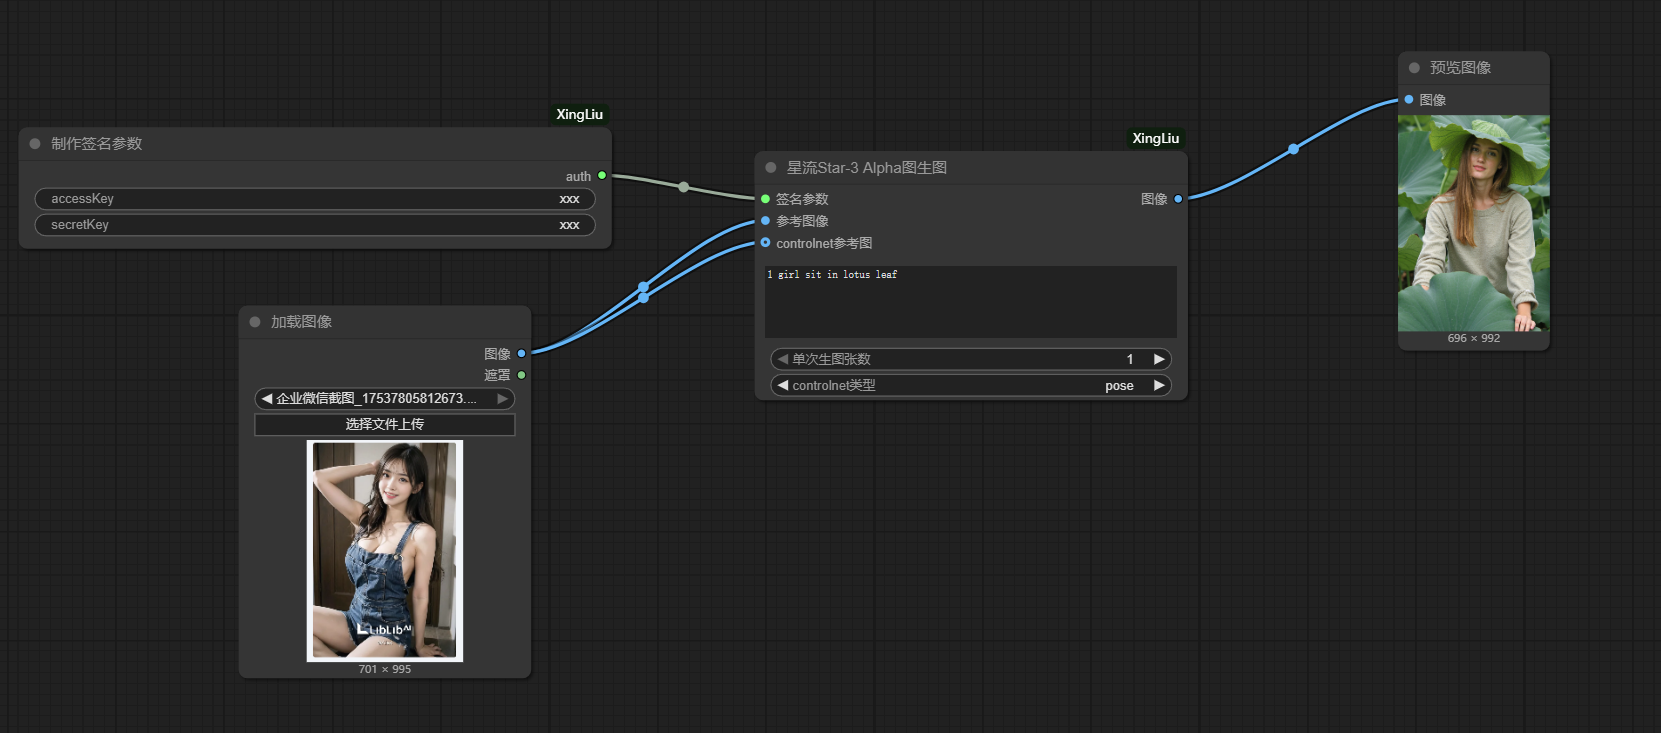 XingLiu
制作签名参数
auth
accessKey xxx
secretKey xxx
加载图像
图像
遮罩
企业微信截图_17537805812673....
选择文件上传
LibLibAI
701 × 995
XingLiu
星流Star-3 Alpha图生图
签名参数 图像
参考图像
controlnet参考图
1 girl sit in lotus leaf
单次生图张数 1
controlnet类型 pose
预览图像
图像
696 × 992